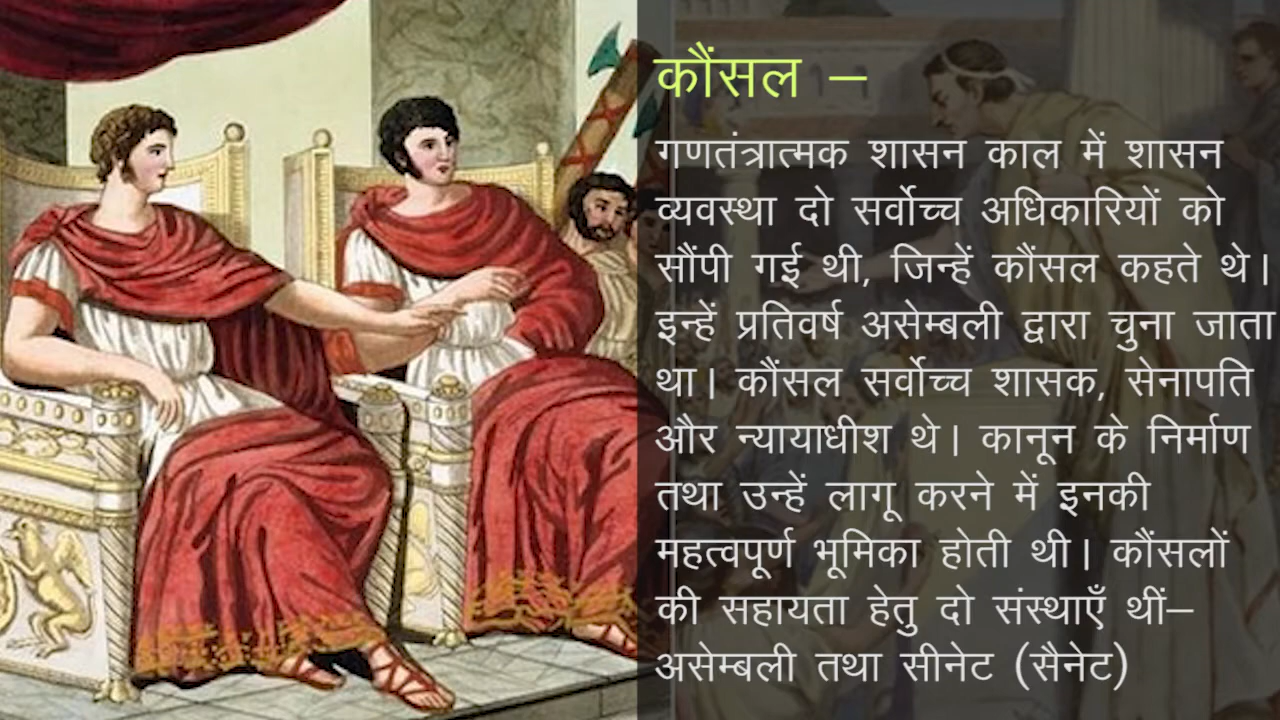 कौंसल –
गणतंत्रात्मक शासन काल में शासन
व्यवस्था दो सर्वोच्च अधिकारियों को
सौंपी गई थी, जिन्हें कौंसल कहते थे।
इन्हें प्रतिवर्ष असेम्बली द्वारा चुना जाता
था। कौंसल सर्वोच्च शासक, सेनापति
और न्यायाधीश थे। कानून के निर्माण
तथा उन्हें लागू करने में इनकी
महत्वपूर्ण भूमिका होती थी। कौंसलों
की सहायता हेतु दो संस्थाएँ थीं–
असेम्बली तथा सीनेट (सैनेट)